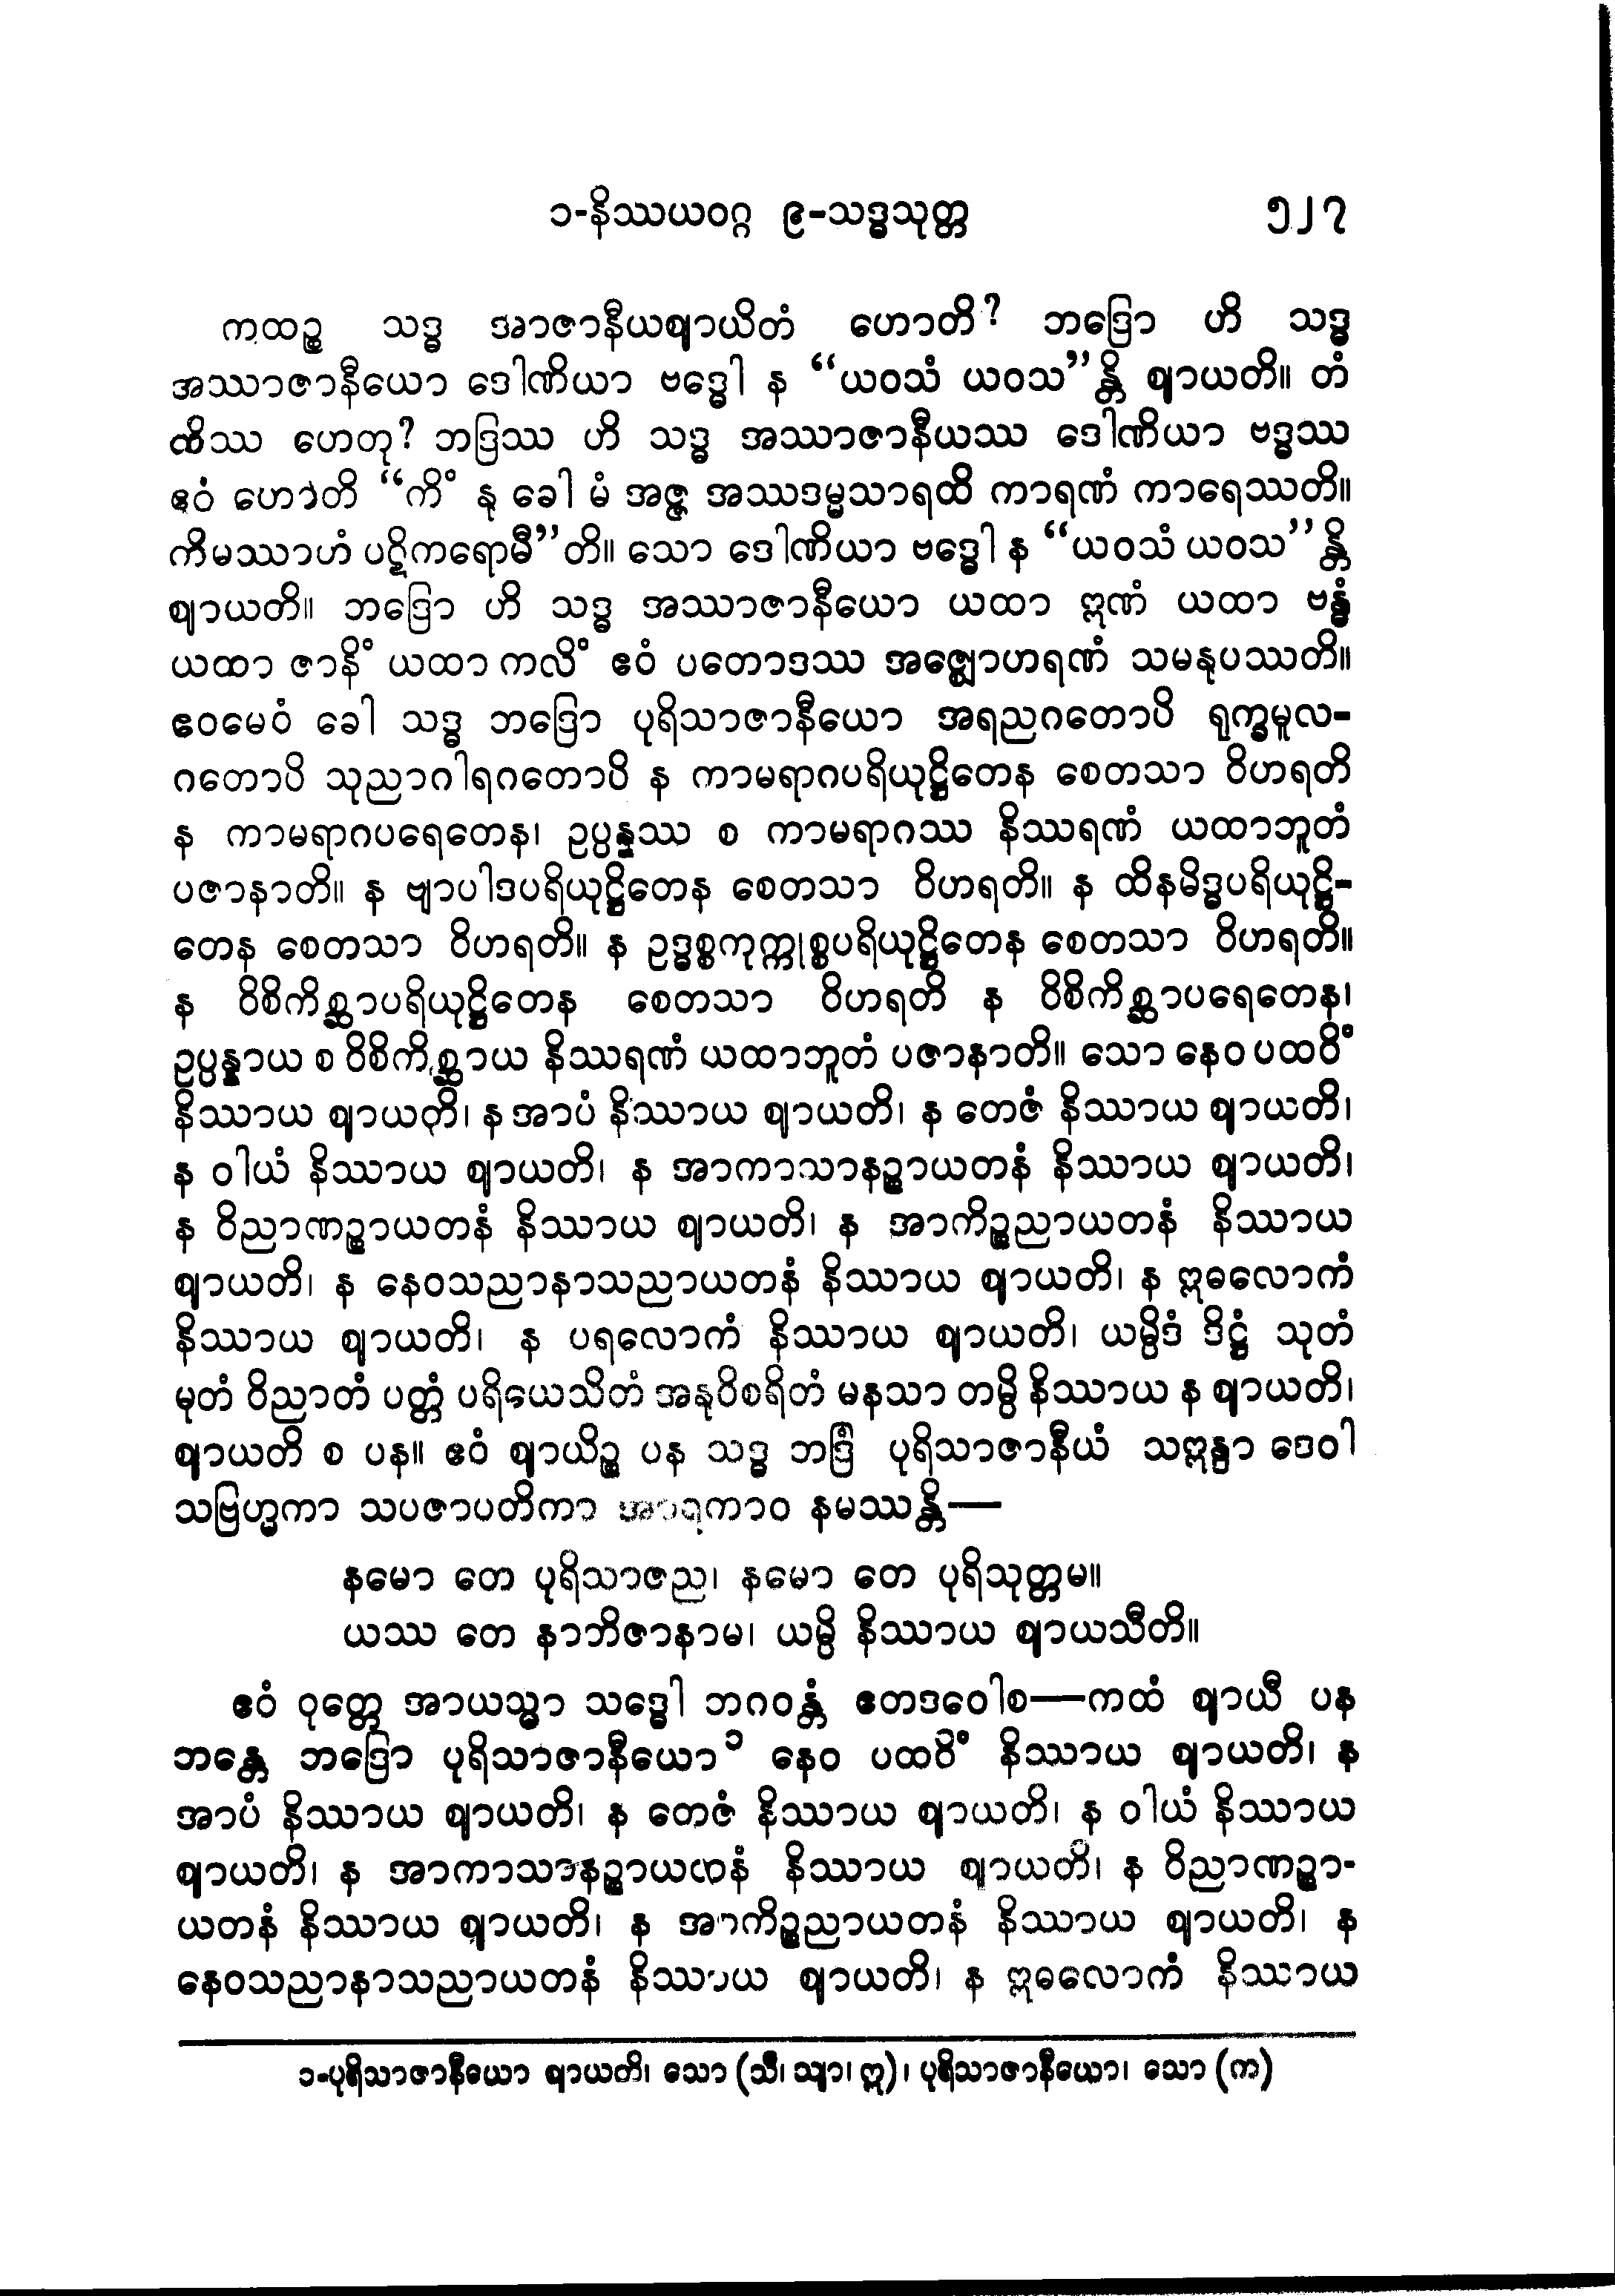 ၁-နိဿယဝဂ္ဂ ၉-သဒ္ဓသုတ္တ ၅၂၇
ကထဉ္စ သဒ္ဓ အာဇာနီယဈာယိတံ ဟောတိ? ဘဒြော ဟိ သဒ္ဓ
အဿာဇာနီယော ဒေါဏိယာ ဗဒ္ဓေါ န “ယဝသံ ယဝသ”န္တိ ဈာယတိ။ တံ
ကိဿ ဟေတု? ဘဒြဿ ဟိ သဒ္ဓ အဿာဇာနီယဿ ဒေါဏိယာ ဗဒ္ဓဿ
ဧဝံ ဟောတိ “ကိံ နု ခေါ မံ အဇ္ဇ အဿဒမ္မသာရထိ ကာရဏံ ကာရေဿတိ။
ကိမဿာဟံ ပဋိကရောမီ”တိ။ သော ဒေါဏိယာ ဗဒ္ဓေါ န “ယဝသံ ယဝသ”န္တိ
ဈာယတိ။ ဘဒြော ဟိ သဒ္ဓ အဿာဇာနီယော ယထာ ဣဏံ ယထာ ဗန္ဓံ
ယထာ ဇာနိံ ယထာ ကလိံ ဧဝံ ပတောဒဿ အဇ္ဈောဟရဏံ သမနုပဿတိ။
ဧဝမေဝံ ခေါ သဒ္ဓ ဘဒြော ပုရိသာဇာနီယော အရညဂတောပိ ရုက္ခမူလ-
ဂတောပိ သုညာဂါရဂတောပိ န ကာမရာဂပရိယုဋ္ဌိတေန စေတသာ ဝိဟရတိ
န ကာမရာဂပရေတေန၊ ဥပ္ပန္နဿ စ ကာမရာဂဿ နိဿရဏံ ယထာဘူတံ
ပဇာနာတိ။ န ဗျာပါဒပရိယုဋ္ဌိတေန စေတသာ ဝိဟရတိ။ န ထိနမိဒ္ဓပရိယုဋ္ဌိ-
တေန စေတသာ ဝိဟရတိ။ န ဥဒ္ဓစ္စကုက္ကုစ္စပရိယုဋ္ဌိတေန စေတသာ ဝိဟရတိ။
န ဝိစိကိစ္ဆာပရိယုဋ္ဌိတေန စေတသာ ဝိဟရတိ န ဝိစိကိစ္ဆာပရေတေန၊
ဥပ္ပန္နာယ စ ဝိစိကိစ္ဆာယ နိဿရဏံ ယထာဘူတံ ပဇာနာတိ။ သော နေဝ ပထဝိံ
နိဿာယ ဈာယတိ၊ န အာပံ နိဿာယ ဈာယတိ၊ န တေဇံ နိဿာယ ဈာယတိ၊
န ဝါယံ နိဿာယ ဈာယတိ၊ န အာကာသာနဉ္စာယတနံ နိဿာယ ဈာယတိ၊
န ဝိညာဏဉ္စာယတနံ နိဿာယ ဈာယတိ၊ န အာကိဉ္စညာယတနံ နိဿာယ
ဈာယတိ၊ န နေဝသညာနာသညာယတနံ နိဿာယ ဈာယတိ၊ န ဣဓလောကံ
နိဿာယ ဈာယတိ၊ န ပရလောကံ နိဿာယ ဈာယတိ၊ ယမ္ပိဒံ ဒိဋ္ဌံ သုတံ
မုတံ ဝိညာတံ ပတ္တံ ပရိယေသိတံ အနုဝိစရိတံ မနသာ တမ္ပိ နိဿာယ န ဈာယတိ၊
ဈာယတိ စ ပန။ ဧဝံ ဈာယိဉ္စ ပန သဒ္ဓ ဘဒြံ ပုရိသာဇာနီယံ သဣန္ဒာ ဒေဝါ
သဗြဟ္မကာ သပဇာပတိကာ အာရကာဝ နမဿန္တိ—
နမော တေ ပုရိသာဇည၊ နမော တေ ပုရိသုတ္တမ။
ယဿ တေ နာဘိဇာနာမ၊ ယမ္ပိ နိဿာယ ဈာယသီတိ။
ဧဝံ ဝုတ္တေ အာယသ္မာ သဒ္ဓေါ ဘဂဝန္တံ ဧတဒဝေါစ—ကထံ ဈာယီ ပန
ဘန္တေ ဘဒြော ပုရိသာဇာနီယော ၁ နေဝ ပထဝိံ နိဿာယ ဈာယတိ၊ န
အာပံ နိဿာယ ဈာယတိ၊ န တေဇံ နိဿာယ ဈာယတိ၊ န ဝါယံ နိဿာယ
ဈာယတိ၊ န အာကာသာနဉ္စာယတနံ နိဿာယ ဈာယတိ၊ န ဝိညာဏဉ္စာ-
ယတနံ နိဿာယ ဈာယတိ၊ န အာကိဉ္စညာယတနံ နိဿာယ ဈာယတိ၊ န
နေဝသညာနာသညာယတနံ နိဿာယ ဈာယတိ၊ န ဣဓလောကံ နိဿာယ
၁-ပုရိသာဇာနီယော ဈာယတိ၊ သော (သီ၊ သျာ၊ ဣ)၊ ပုရိသာဇာနီယော၊ သော (က)